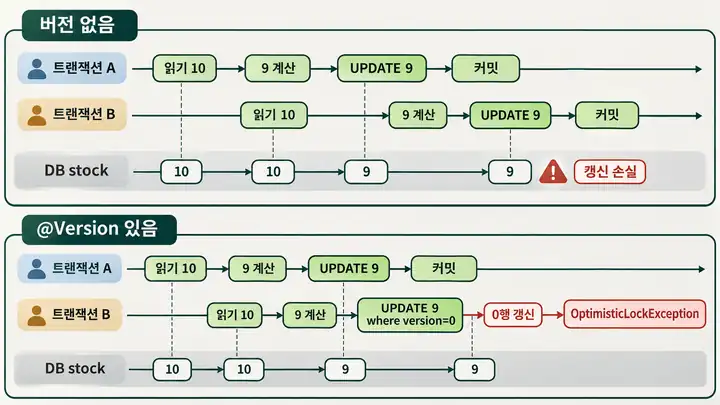 버전 없음
트랜잭션 A
읽기 10
9 계산
UPDATE 9
커밋
트랜잭션 B
읽기 10
9 계산
UPDATE 9
커밋
DB stock
10
10
9
9
갱신 손실
@Version 있음
트랜잭션 A
읽기 10
9 계산
UPDATE 9
커밋
트랜잭션 B
읽기 10
9 계산
UPDATE 9
where version=0
0행 갱신
OptimisticLockException
DB stock
10
10
9
9